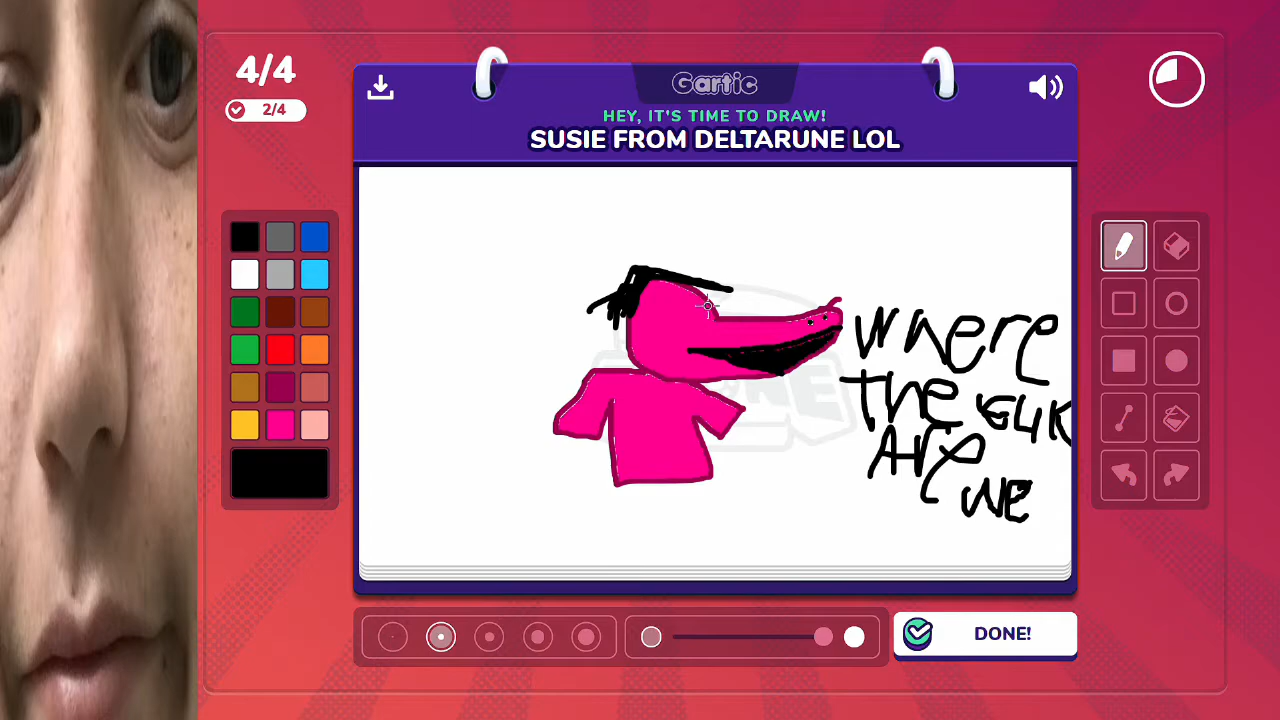 4/4
2/4
Gartic
HEY, IT'S TIME TO DRAW!
SUSIE FROM DELTARUNE LOL
WHere
THe
Are
we
DONE!